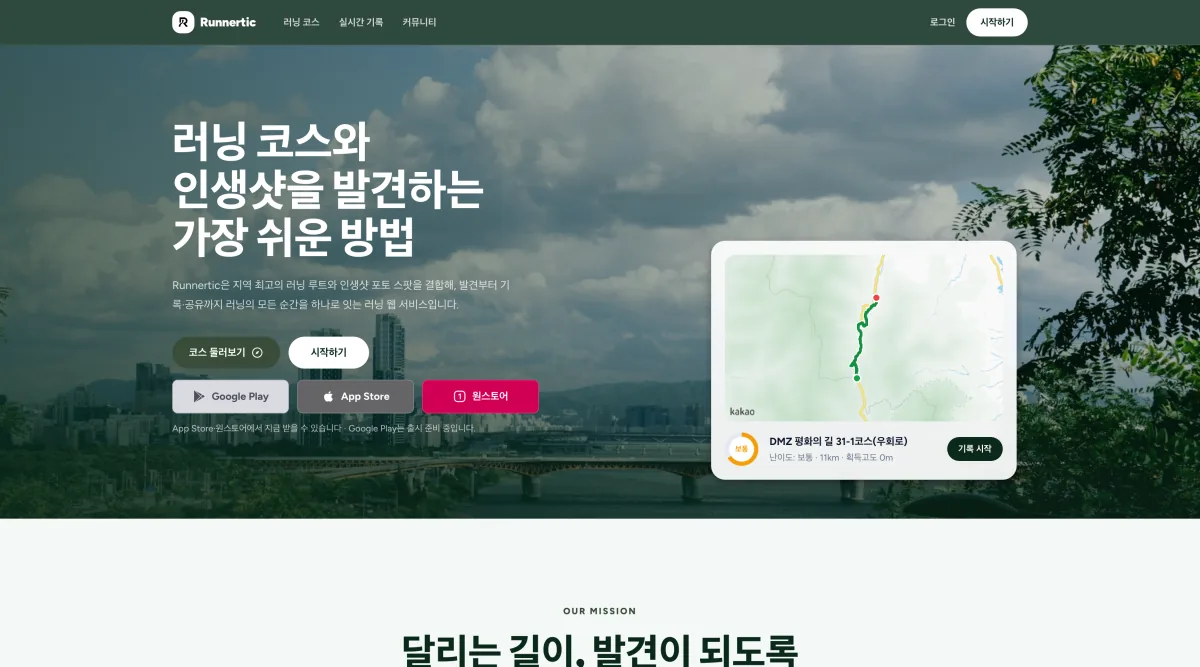 Runnertic
러닝 코스
실시간 기록
커뮤니티
로그인
시작하기
러닝 코스와
인생샷을 발견하는
가장 쉬운 방법
Runnertic은 지역 최고의 러닝 루트와 인생샷 포토 스팟을 결합해, 발견부터 기
록·공유까지 러닝의 모든 순간을 하나로 잇는 러닝 웹 서비스입니다.
코스 둘러보기
시작하기
Google Play
App Store
원스토어
App Store·원스토어에서 지금 받을 수 있습니다 · Google Play는 출시 준비 중입니다.
kakao
보통
DMZ 평화의 길 31-1코스(우회로)
난이도: 보통 · 11km · 획득고도 0m
기록 시작
OUR MISSION
달리는 길이, 발견이 되도록